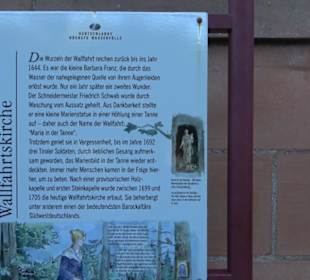 DEUTSCHLANDS
HÖCHSTE WASSERFÄLLE
Wallfahrtskirche
Die Wurzeln der Wallfahrt reichen zurück bis ins Jahr
1644. Es war die kleine Barbara Franz, die durch das
Wasser der nahegelegenen Quelle von ihrem Augenleiden
erlöst wurde. Nur ein Jahr später ein zweites Wunder.
Der Schneidermeister Friedrich Schwab wurde durch
Waschung vom Aussatz geheilt. Aus Dankbarkeit stellte
er eine kleine Marienstatue in einer Höhlung einer Tanne
auf – daher auch der Name der Wallfahrt:
"Maria in der Tanne".
Trotzdem geriet sie in Vergessenheit, bis im Jahre 1692
drei Tiroler Soldaten, durch lieblichen Gesang aufmerk-
sam geworden, das Marienbild in der Tanne wieder ent-
deckten. Immer mehr Menschen kamen in der Folge hier-
her, um zu beten. Nach einer provisorischen Holz-
kapelle und ersten Steinkapelle wurde zwischen 1699 und
1705 die heutige Wallfahrtskirche erbaut. Sie beherbergt
unter anderem einen der bedeutendsten Barockaltäre
Südwestdeutschlands.